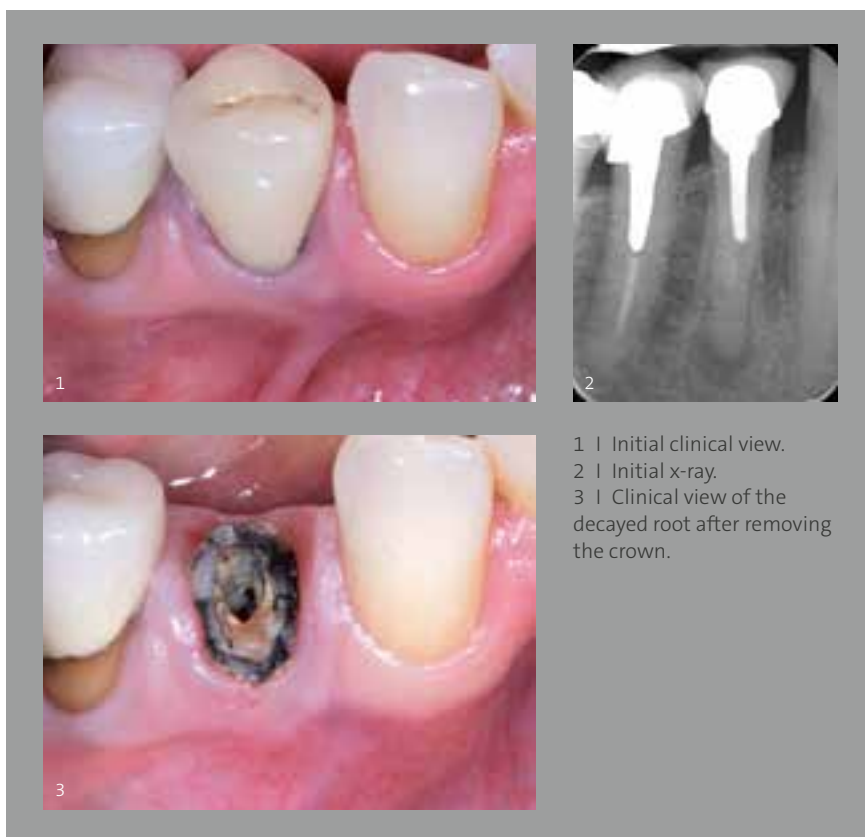 1
2
3
1 I Initial clinical view.
2 I Initial x-ray.
3 I Clinical view of the
decayed root after removing
the crown.